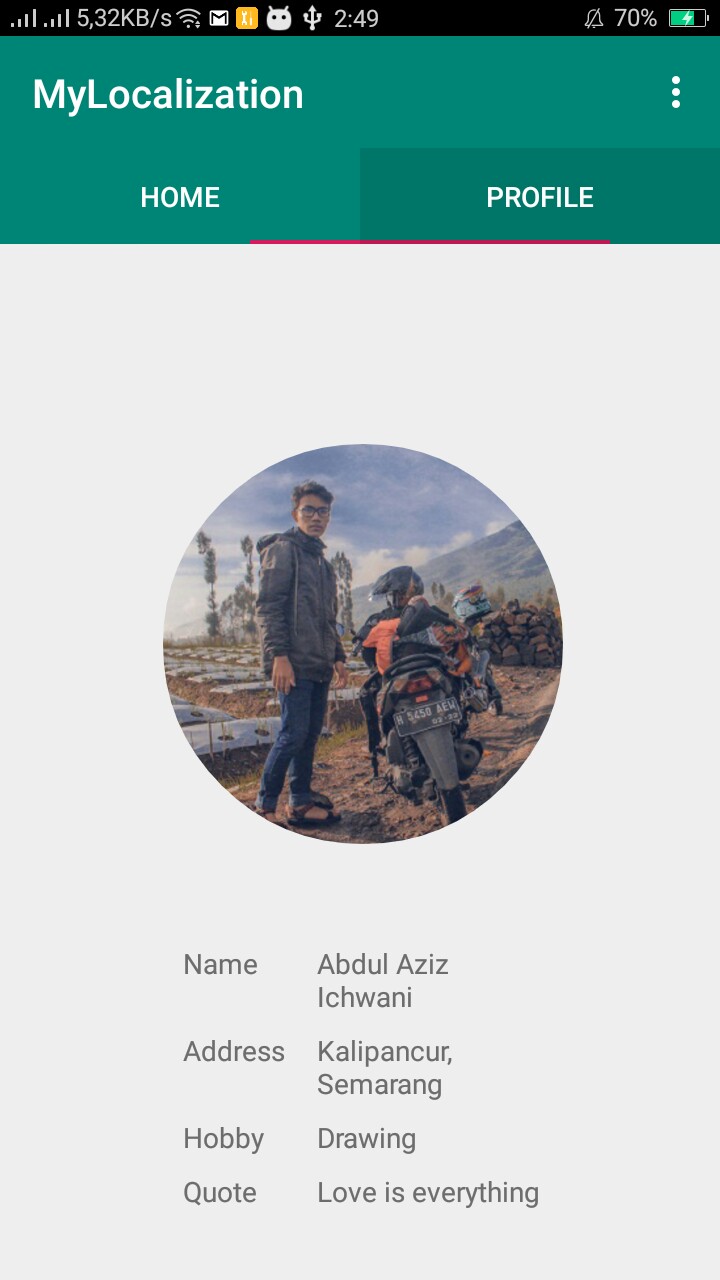 5,32KB/s 2:49 70%
MyLocalization
HOME PROFILE
H 5450 AEW
Name Abdul Aziz
Ichwani
Address Kalipancur,
Semarang
Hobby Drawing
Quote Love is everything